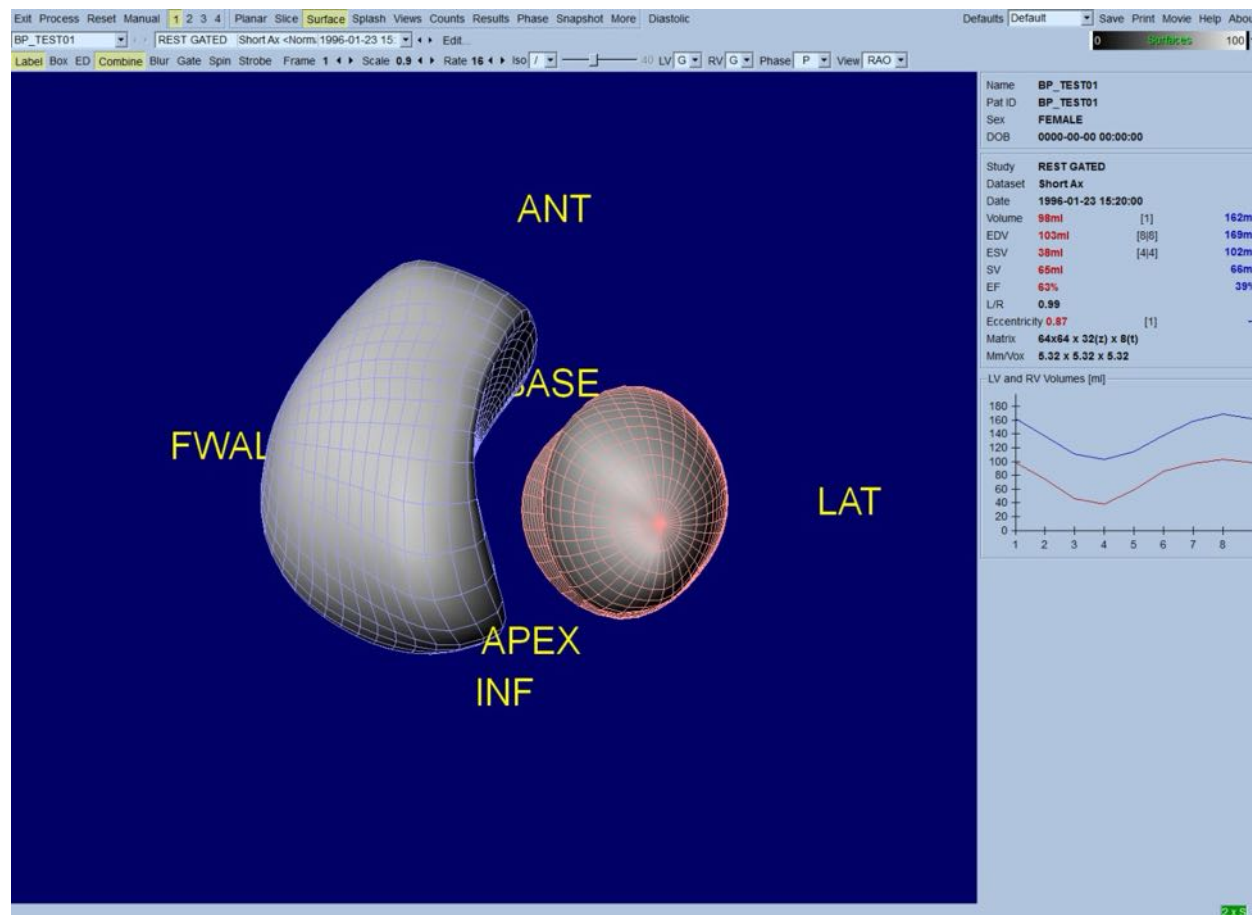 Exit Process Reset Manual 1 2 3 4 Planar Slice Surface Splash Views Counts Results Phase Snapshot More Diastolic Defaults Default Save Print Movie Help Abou
BP_TEST01 REST GATED Short Ax <Norm 1996-01-23 15: Edit... 0 Surfaces 100
Label Box ED Combine Blur Gate Spin Strobe Frame 1 Scale 0.9 Rate 16 Iso / 40 LV G RV G Phase P View RAO
Name BP_TEST01
Pat ID BP_TEST01
Sex FEMALE
DOB 0000-00-00 00:00:00
Study REST GATED
Dataset Short Ax
Date 1996-01-23 15:20:00
Volume 98ml [1] 162m
EDV 103ml [8|8] 169m
ESV 38ml [4|4] 102m
SV 65ml 66m
EF 63% 39%
L/R 0.99
Eccentricity 0.87 [1] -
Matrix 64x64 x 32(z) x 8(t)
Mm/Vox 5.32 x 5.32 x 5.32
LV and RV Volumes [ml]
180
160
140
120
100
80
60
40
20
0
1 2 3 4 5 6 7 8
ANT
BASE
FWAL
LAT
APEX
INF
2 x S